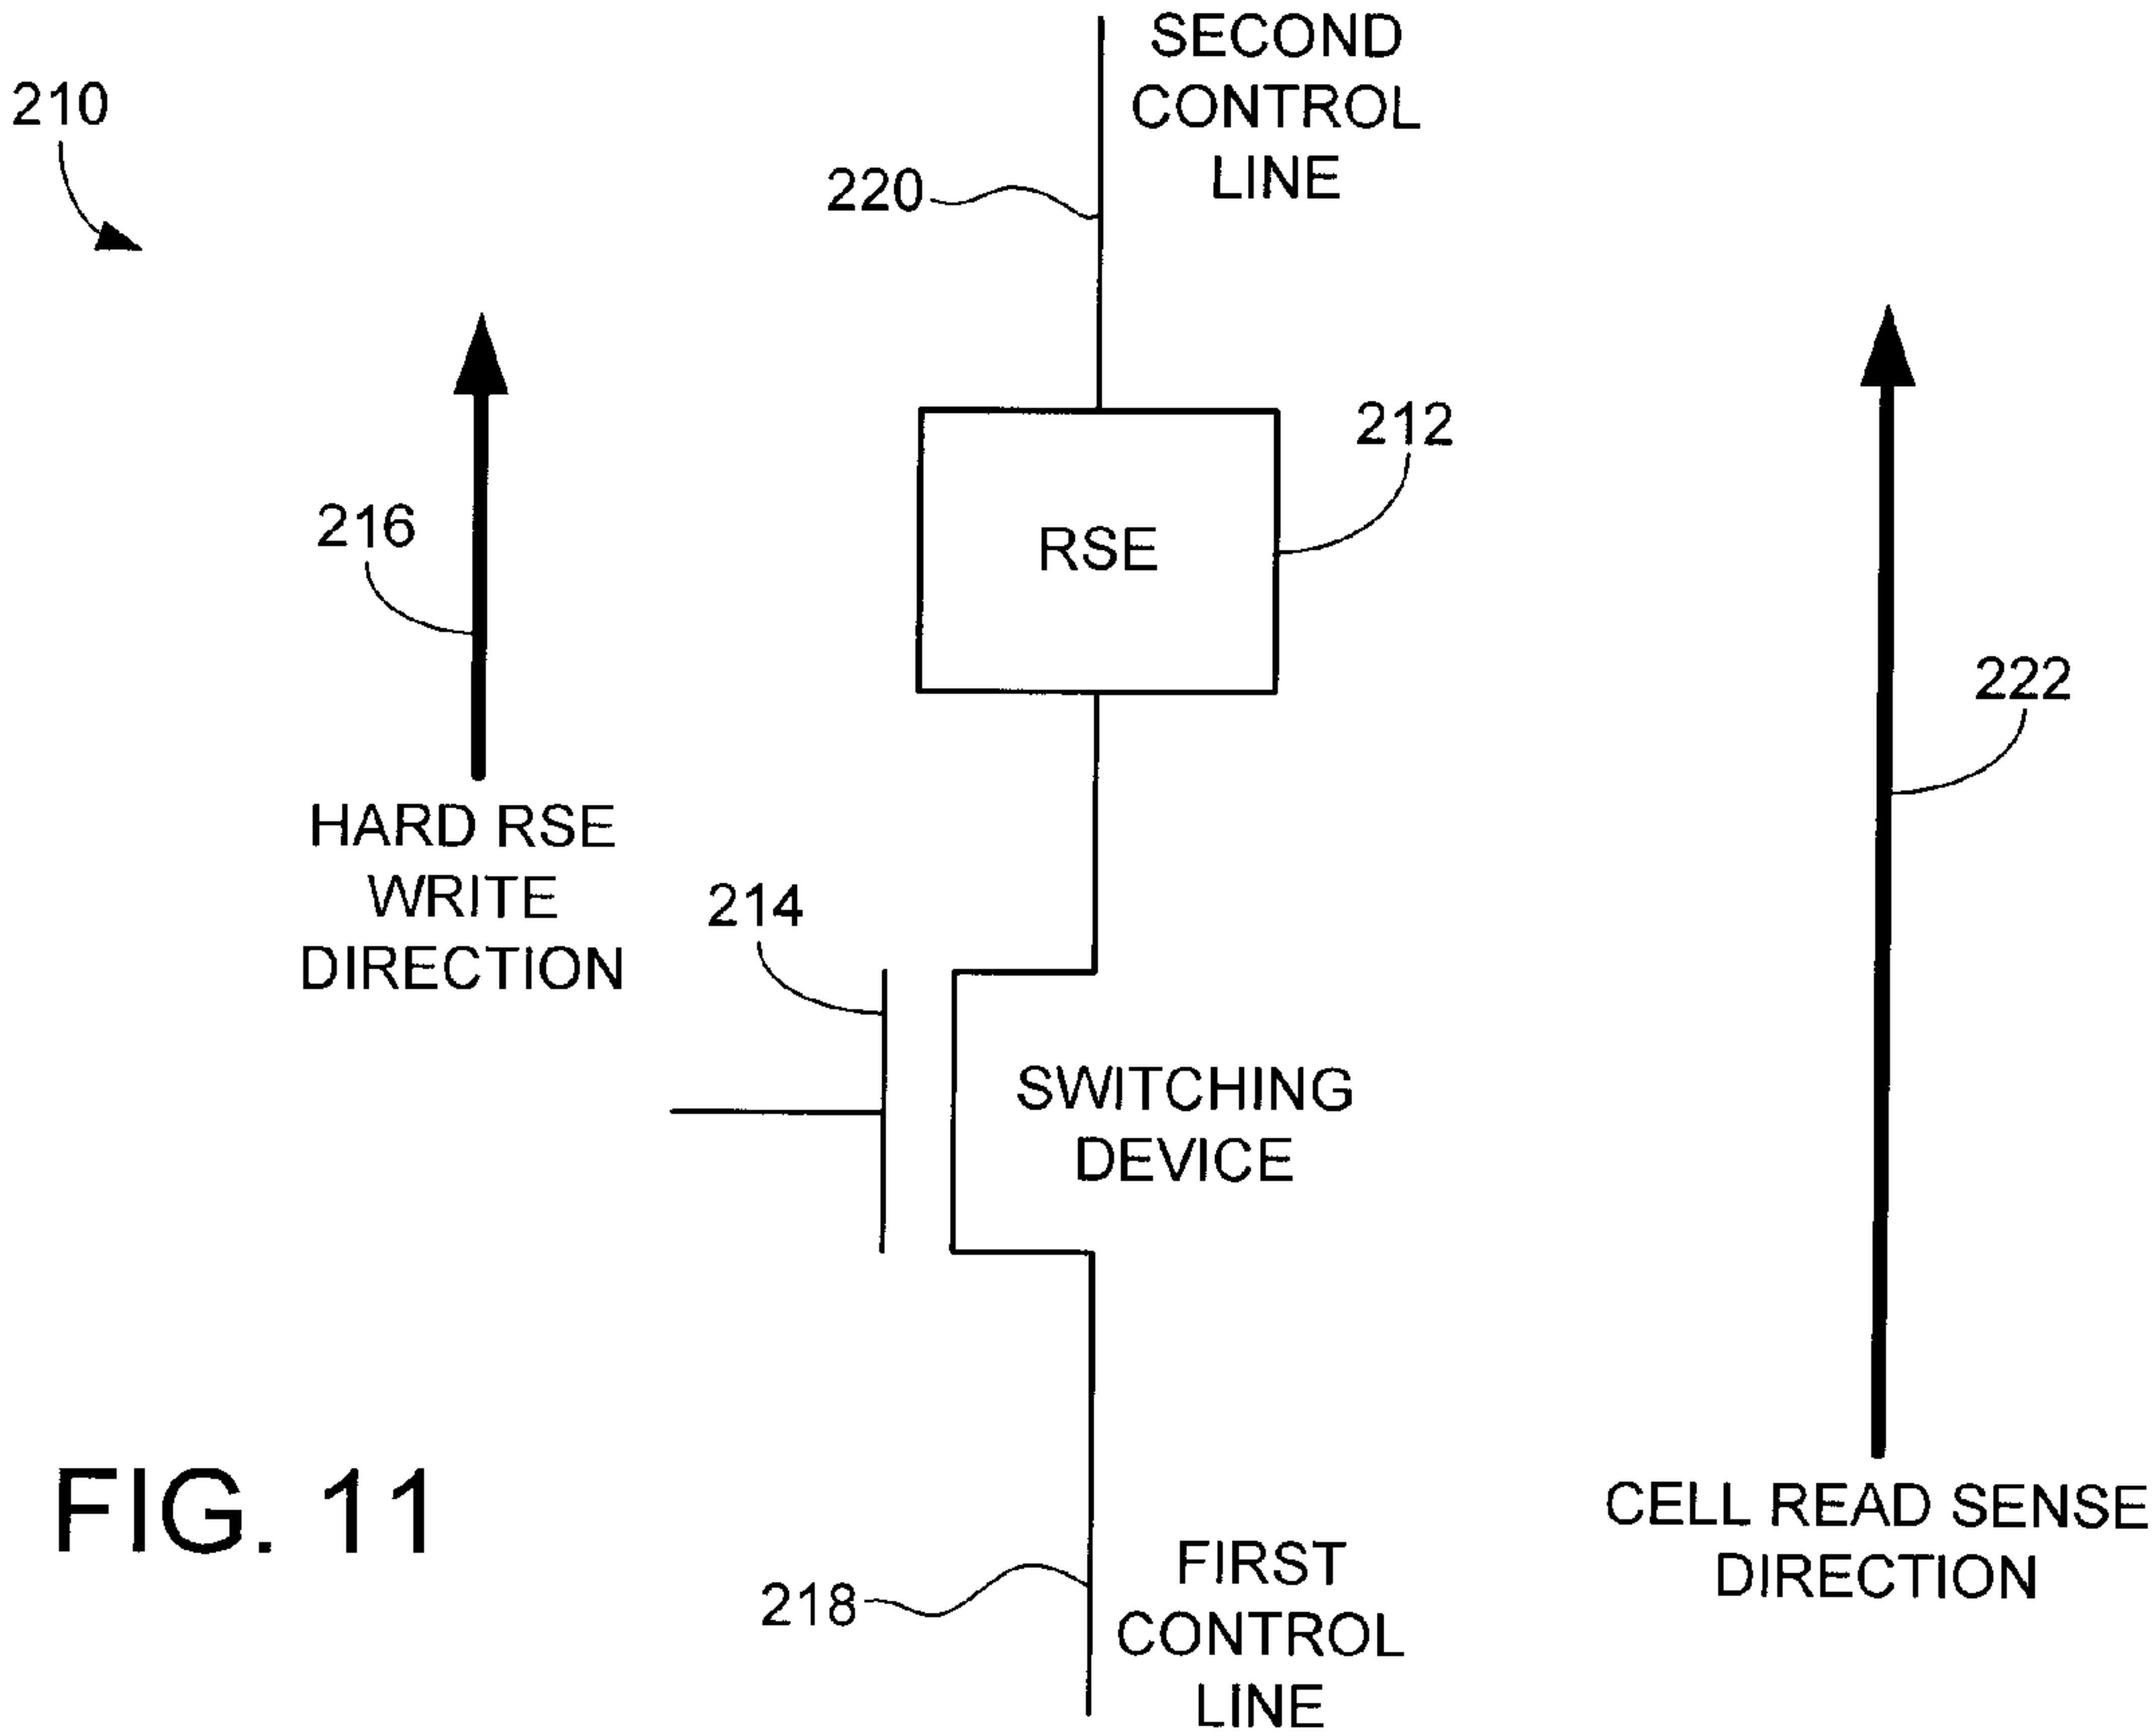 SECOND
CONTROL
LINE
210
220
212
RSE
216
222
HARD RSE
WRITE
DIRECTION
214
SWITCHING
DEVICE
FIG. 11
CELL READ SENSE
DIRECTION
218
FIRST
CONTROL
LINE